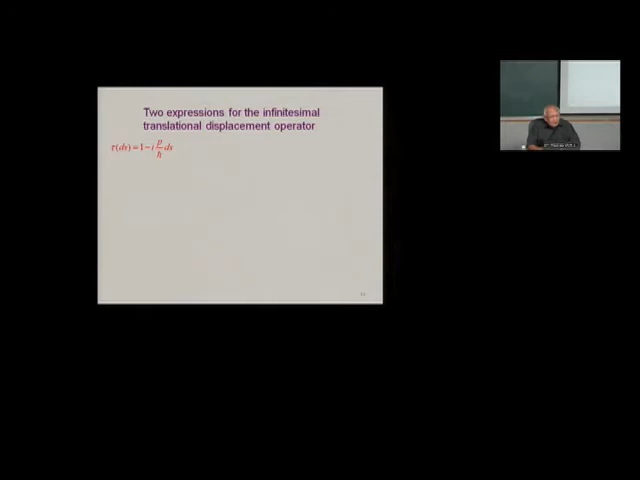 Two expressions for the infinitesimal
translational displacement operator
τ(ds) = 1 − i p/ħ ds